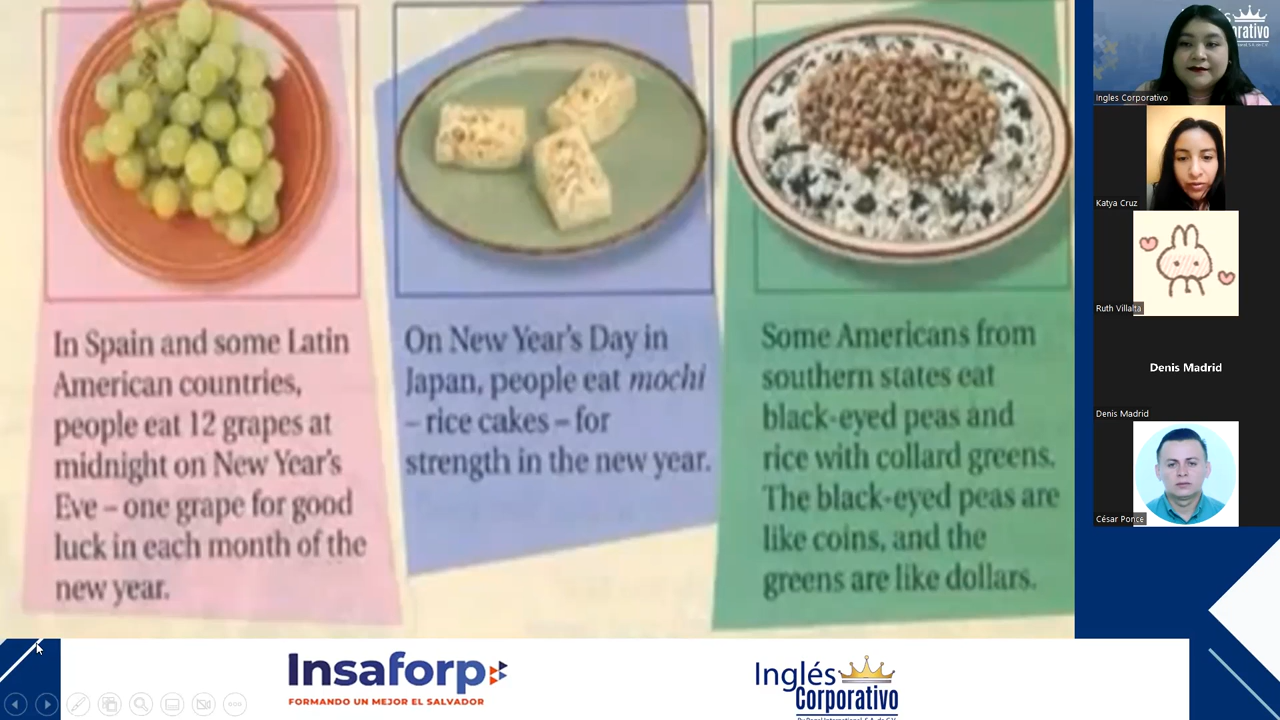 In Spain and some Latin
American countries,
people eat 12 grapes at
midnight on New Year's
Eve – one grape for good
luck in each month of the
new year.
On New Year's Day in
Japan, people eat mochi
– rice cakes – for
strength in the new year.
Some Americans from
southern states eat
black-eyed peas and
rice with collard greens.
The black-eyed peas are
like coins, and the
greens are like dollars.
Insaforp
FORMANDO UN MEJOR EL SALVADOR
Inglés
Corporativo
Ingles Corporativo
Katya Cruz
Ruth Villalta
Denis Madrid
Denis Madrid
César Ponce